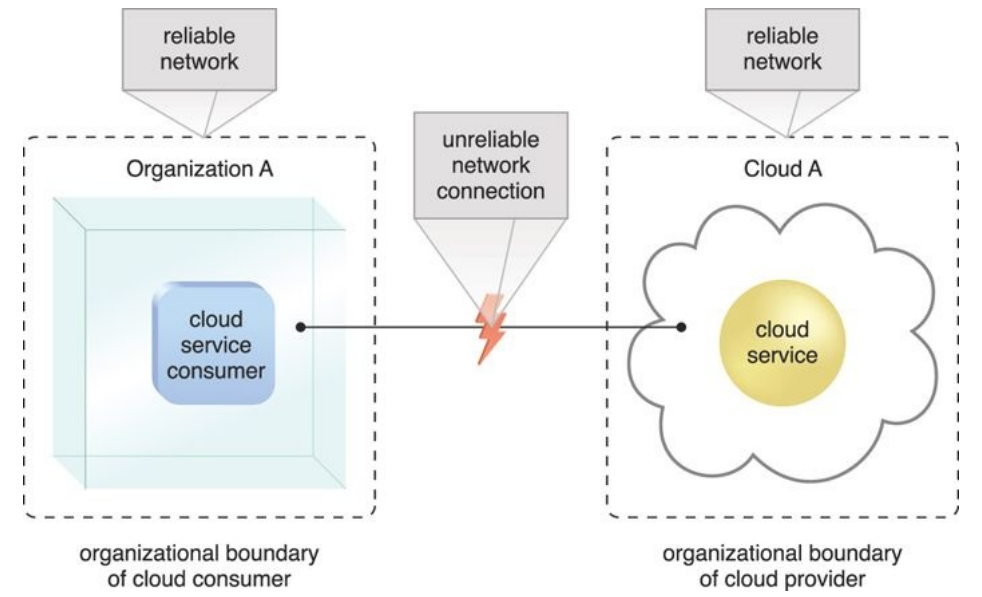 reliable
network
reliable
network
unreliable
network
connection
Organization A
Cloud A
cloud
service
consumer
cloud
service
organizational boundary
of cloud consumer
organizational boundary
of cloud provider